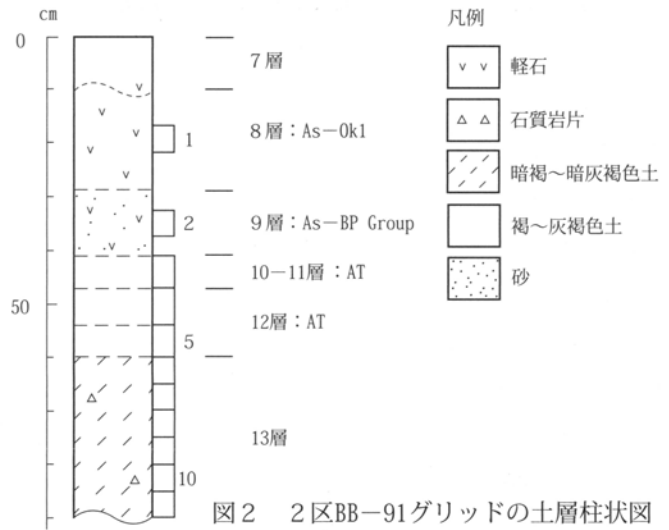 cm
0
50
1
2
5
10
7層
8層：As－Ok1
9層：As－BP Group
10－11層：AT
12層：AT
13層
凡例
軽石
石質岩片
暗褐～暗灰褐色土
褐～灰褐色土
砂
図2　2区BB－91グリッドの土層柱状図